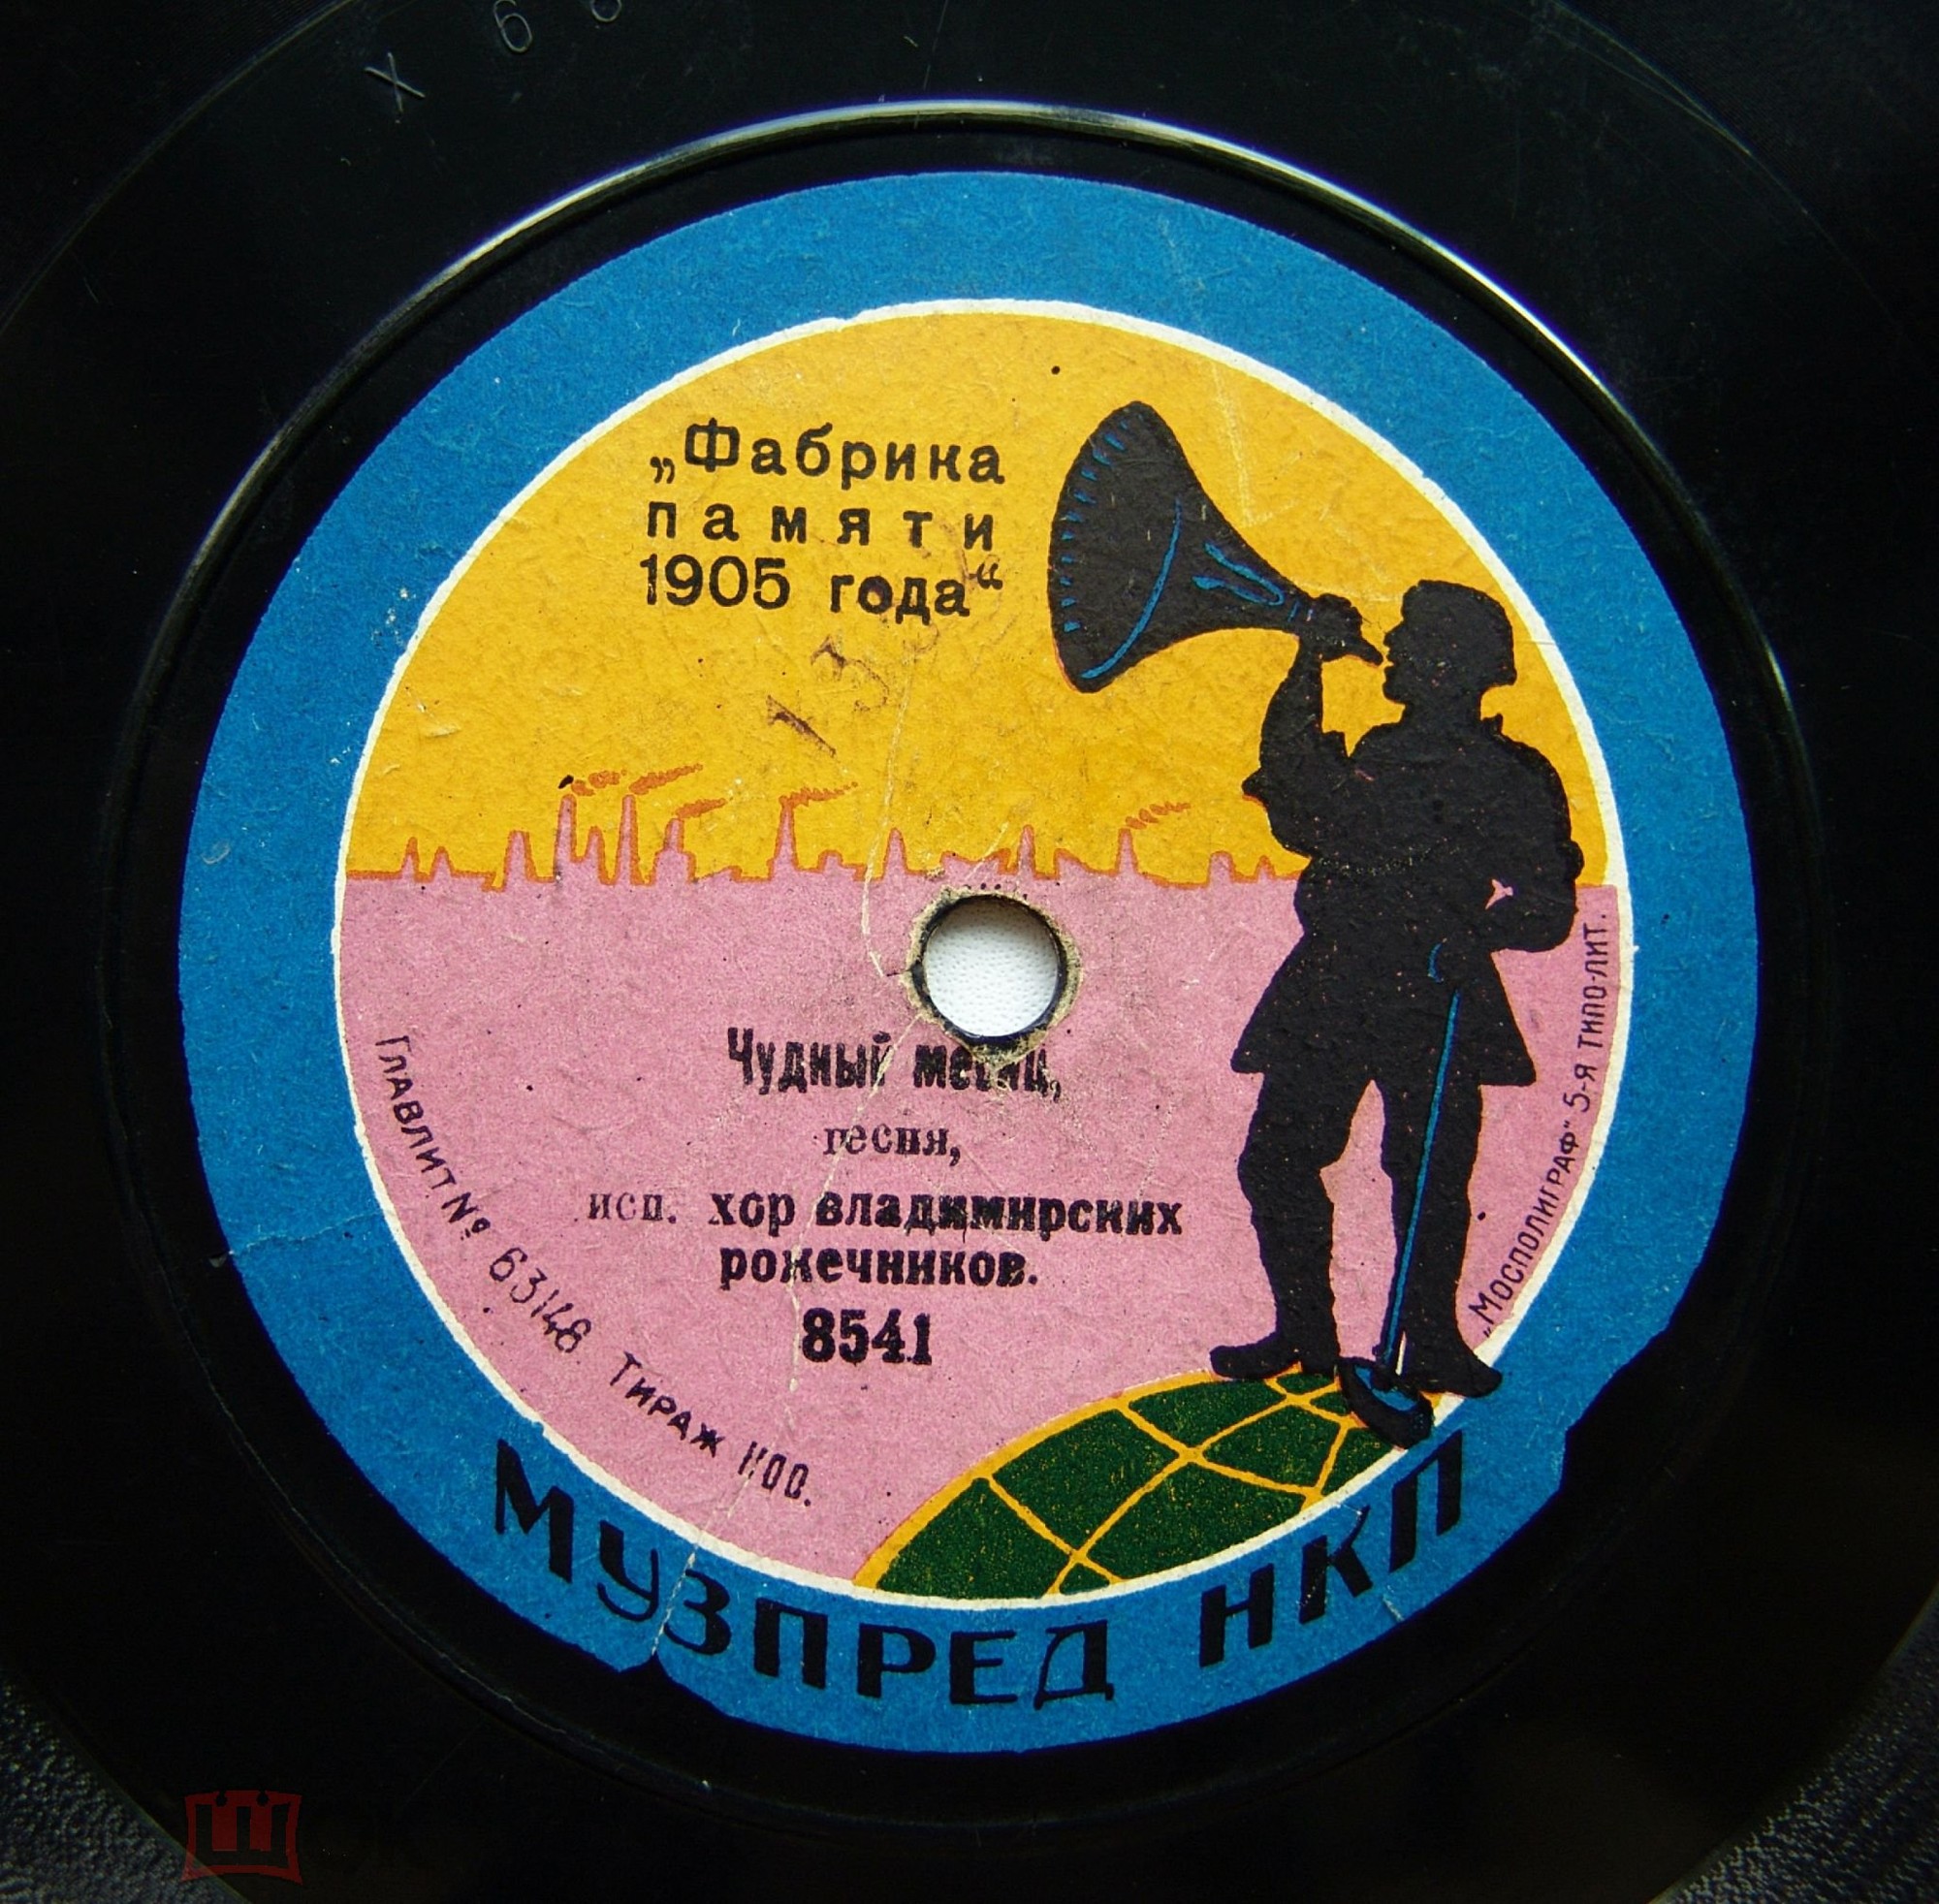 „Фабрика
памяти
1905 года“
Чудный месяц,
песня,
исп. хор владимирских
рожечников.
8541
Главлит № 63148 Тираж 1100.
„Мосполиграф“ 5-я типо-лит.
МУЗПРЕД НКП